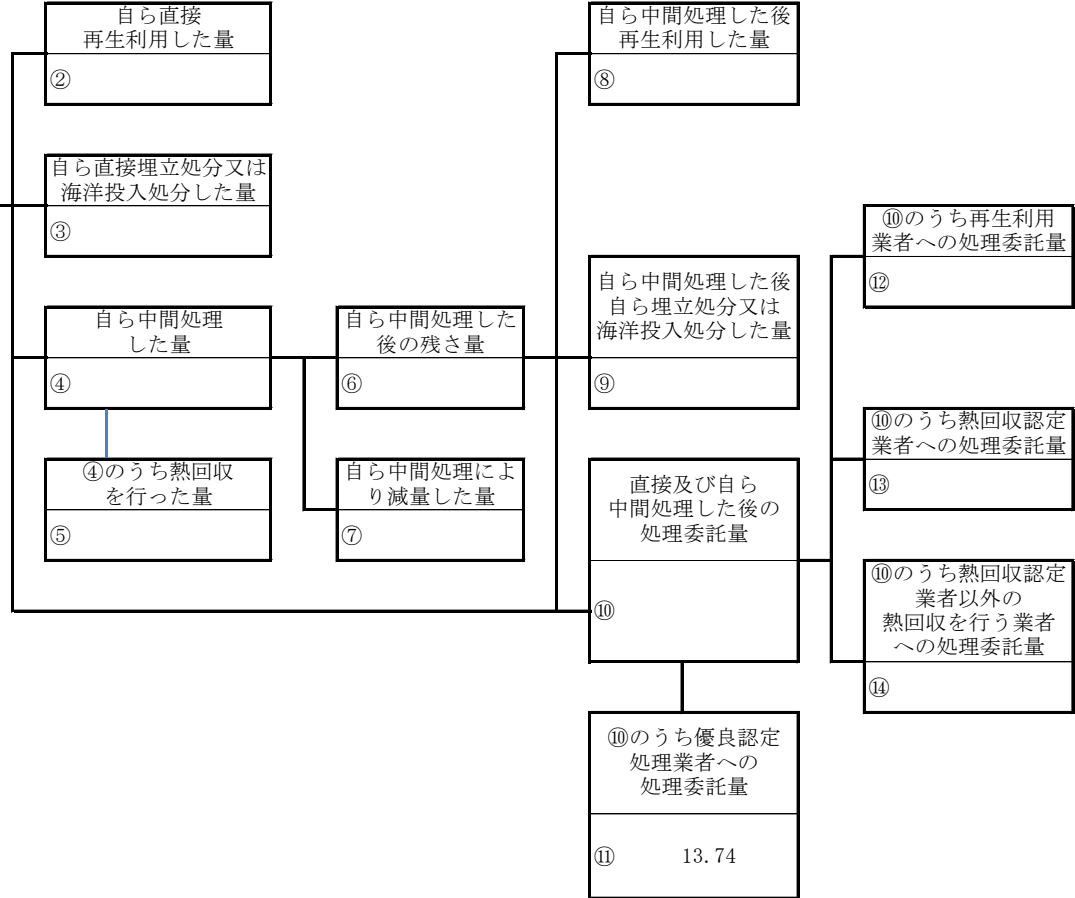 自ら直接
再生利用した量
②
自ら直接埋立処分又は
海洋投入処分した量
③
自ら中間処理
した量
④
④のうち熱回収
を行った量
⑤
自ら中間処理した
後の残さ量
⑥
自ら中間処理によ
り減量した量
⑦
自ら中間処理した後
再生利用した量
⑧
自ら中間処理した後
自ら埋立処分又は
海洋投入処分した量
⑨
直接及び自ら
中間処理した後の
処理委託量
⑩
⑩のうち優良認定
処理業者への
処理委託量
⑪ 13.74
⑩のうち再生利用
業者への処理委託量
⑫
⑩のうち熱回収認定
業者への処理委託量
⑬
⑩のうち熱回収認定
業者以外の
熱回収を行う業者
への処理委託量
⑭